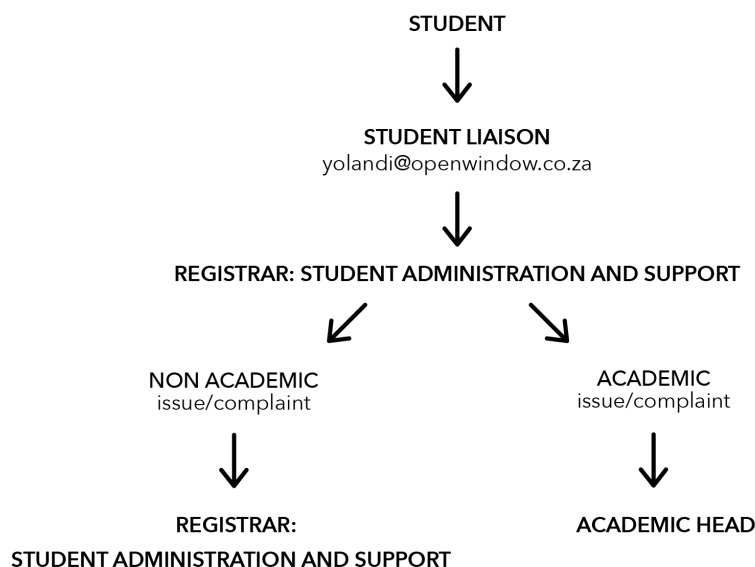 STUDENT
STUDENT LIAISON
yolandi@openwindow.co.za
REGISTRAR: STUDENT ADMINISTRATION AND SUPPORT
NON ACADEMIC
issue/complaint
ACADEMIC
issue/complaint
REGISTRAR:
STUDENT ADMINISTRATION AND SUPPORT
ACADEMIC HEAD